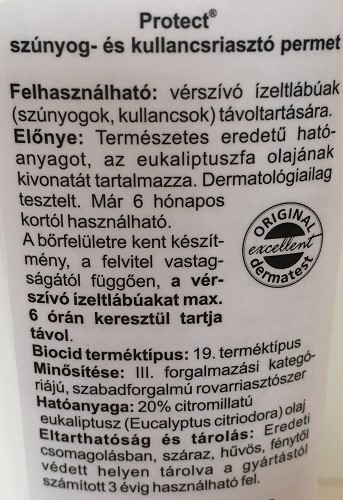 Protect®
szúnyog- és kullancsriasztó permet
Felhasználható: vérszívó ízeltlábúak
(szúnyogok, kullancsok) távoltartására.
Előnye: Természetes eredetű ható-
anyagot, az eukaliptuszfa olajának
kivonatát tartalmazza. Dermatológiailag
tesztelt. Már 6 hónapos
kortól használható.
A bőrfelületre kent készít-
mény, a felvitel vastag-
ságától függően, a vér-
szívó ízeltlábúakat max.
6 órán keresztül tartja
távol.
ORIGINAL
excellent
dermatest
Biocid terméktípus: 19. terméktípus
Minősítése: III. forgalmazási kategó-
riájú, szabadforgalmú rovarriasztószer
Hatóanyaga: 20% citromillatú
eukaliptusz (Eucalyptus citriodora) olaj
Eltarthatóság és tárolás: Eredeti
csomagolásban, száraz, hűvös, fénytől
védett helyen tárolva a gyártástól
számított 3 évig használható fel.